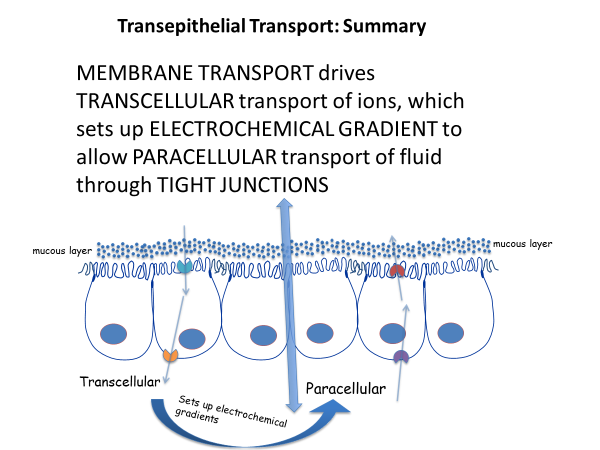 Transepithelial Transport: Summary
MEMBRANE TRANSPORT drives
TRANSCELLULAR transport of ions, which
sets up ELECTROCHEMICAL GRADIENT to
allow PARACELLULAR transport of fluid
through TIGHT JUNCTIONS
mucous layer
mucous layer
Transcellular
Paracellular
Sets up electrochemical
gradients